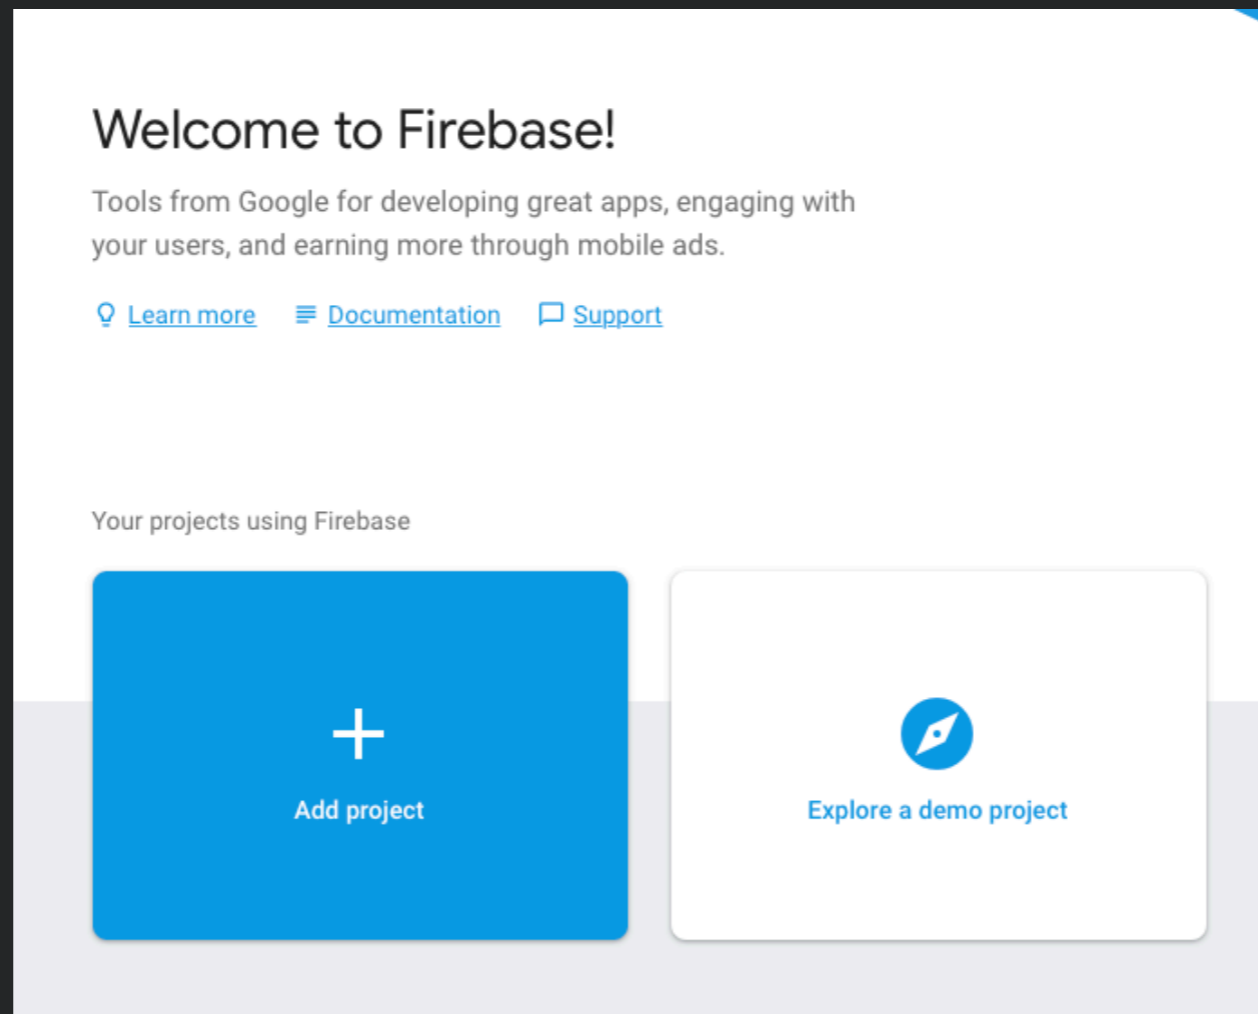 Welcome to Firebase!
Tools from Google for developing great apps, engaging with
your users, and earning more through mobile ads.
Learn more Documentation Support
Your projects using Firebase
Add project
Explore a demo project